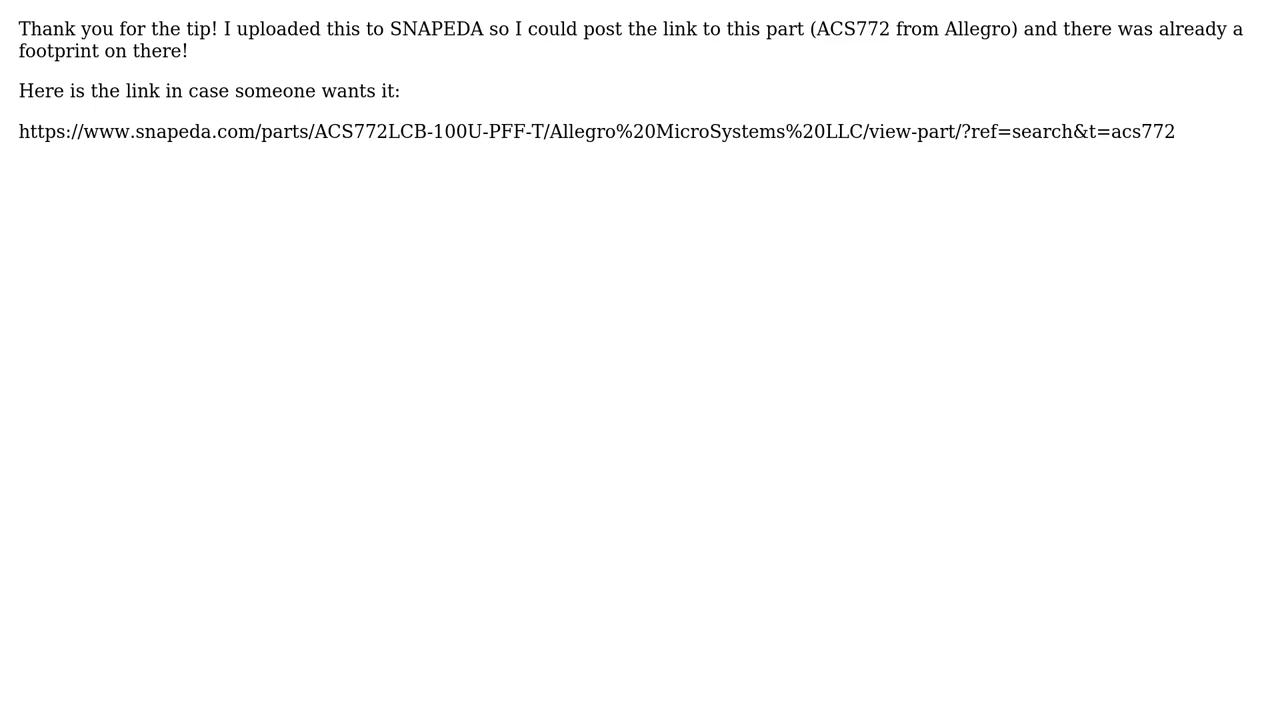 Thank you for the tip! I uploaded this to SNAPEDA so I could post the link to this part (ACS772 from Allegro) and there was already a
footprint on there!
Here is the link in case someone wants it:
https://www.snapeda.com/parts/ACS772LCB-100U-PFF-T/Allegro%20MicroSystems%20LLC/view-part/?ref=search&t=acs772